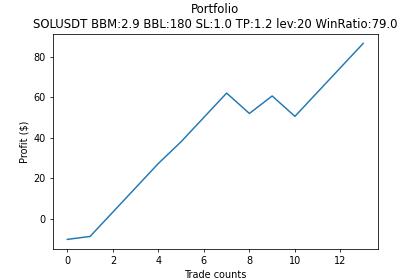 Portfolio
SOLUSDT BBM:2.9 BBL:180 SL:1.0 TP:1.2 lev:20 WinRatio:79.0
Profit ($)
80
60
40
20
0
0 2 4 6 8 10 12
Trade counts